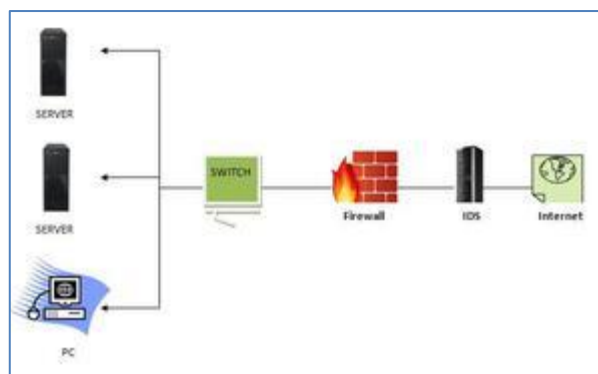 SERVER
SERVER
PC
SWITCH
Firewall
IDS
Internet